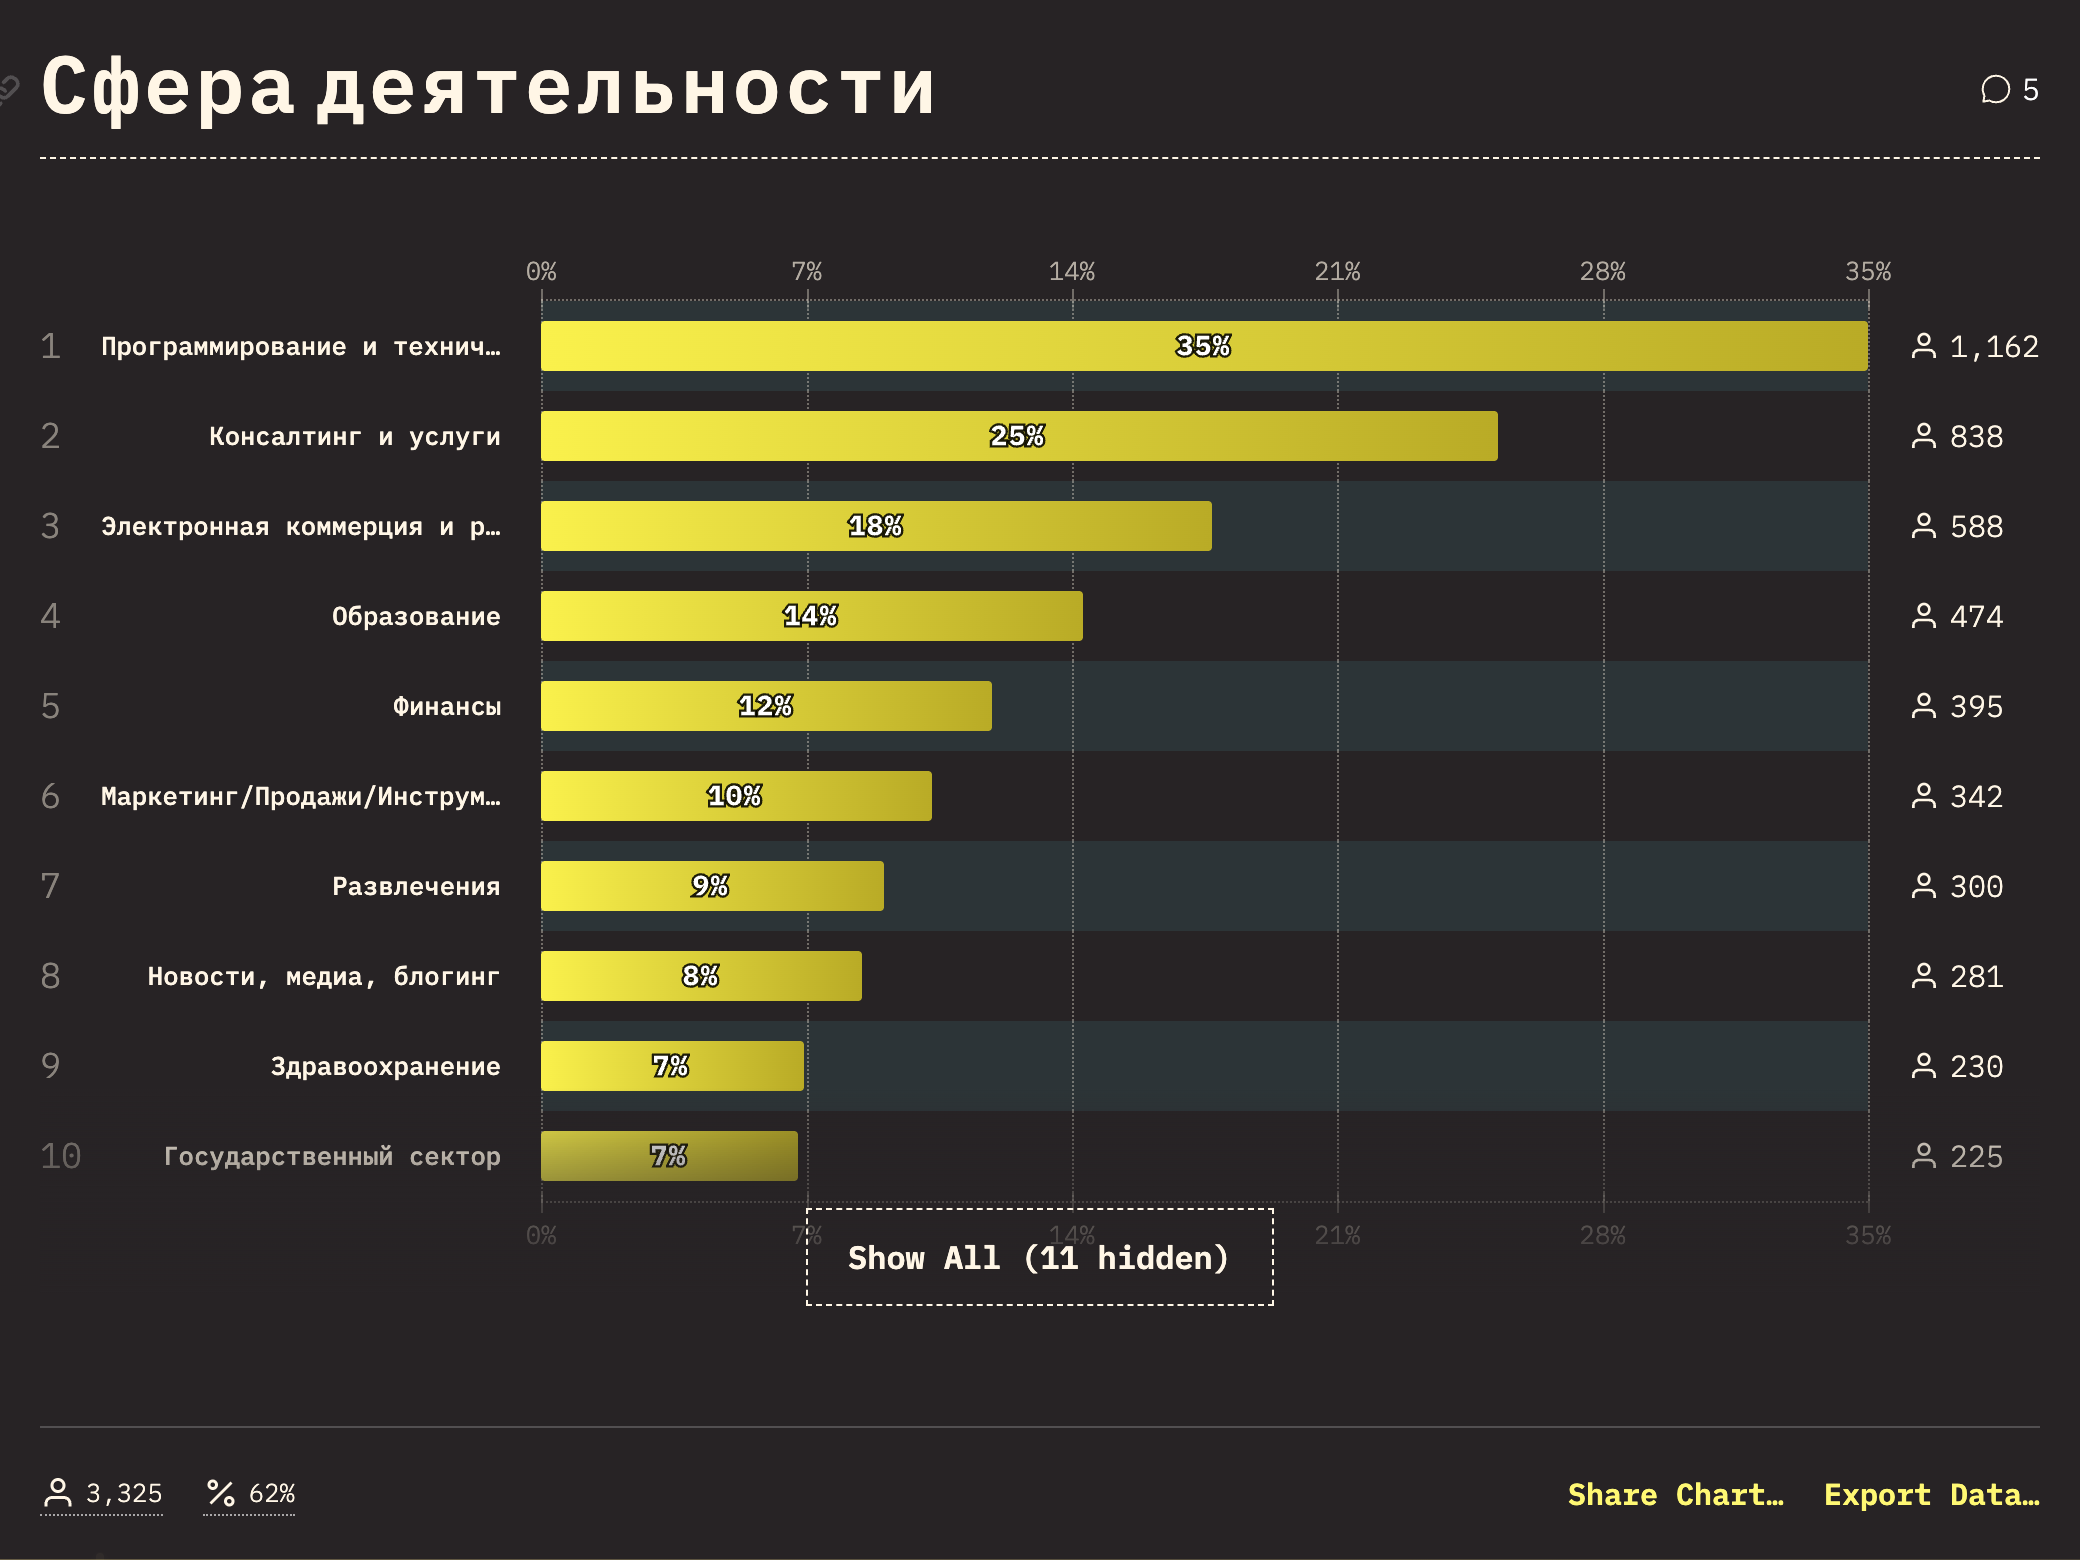 Сфера деятельности
5
0% 7% 14% 21% 28% 35%
1 Программирование и технич… 35% 1,162
2 Консалтинг и услуги 25% 838
3 Электронная коммерция и р… 18% 588
4 Образование 14% 474
5 Финансы 12% 395
6 Маркетинг/Продажи/Инструм… 10% 342
7 Развлечения 9% 300
8 Новости, медиа, блогинг 8% 281
9 Здравоохранение 7% 230
10 Государственный сектор 7% 225
0% 7% 14% 21% 28% 35%
Show All (11 hidden)
3,325 62% Share Chart… Export Data…